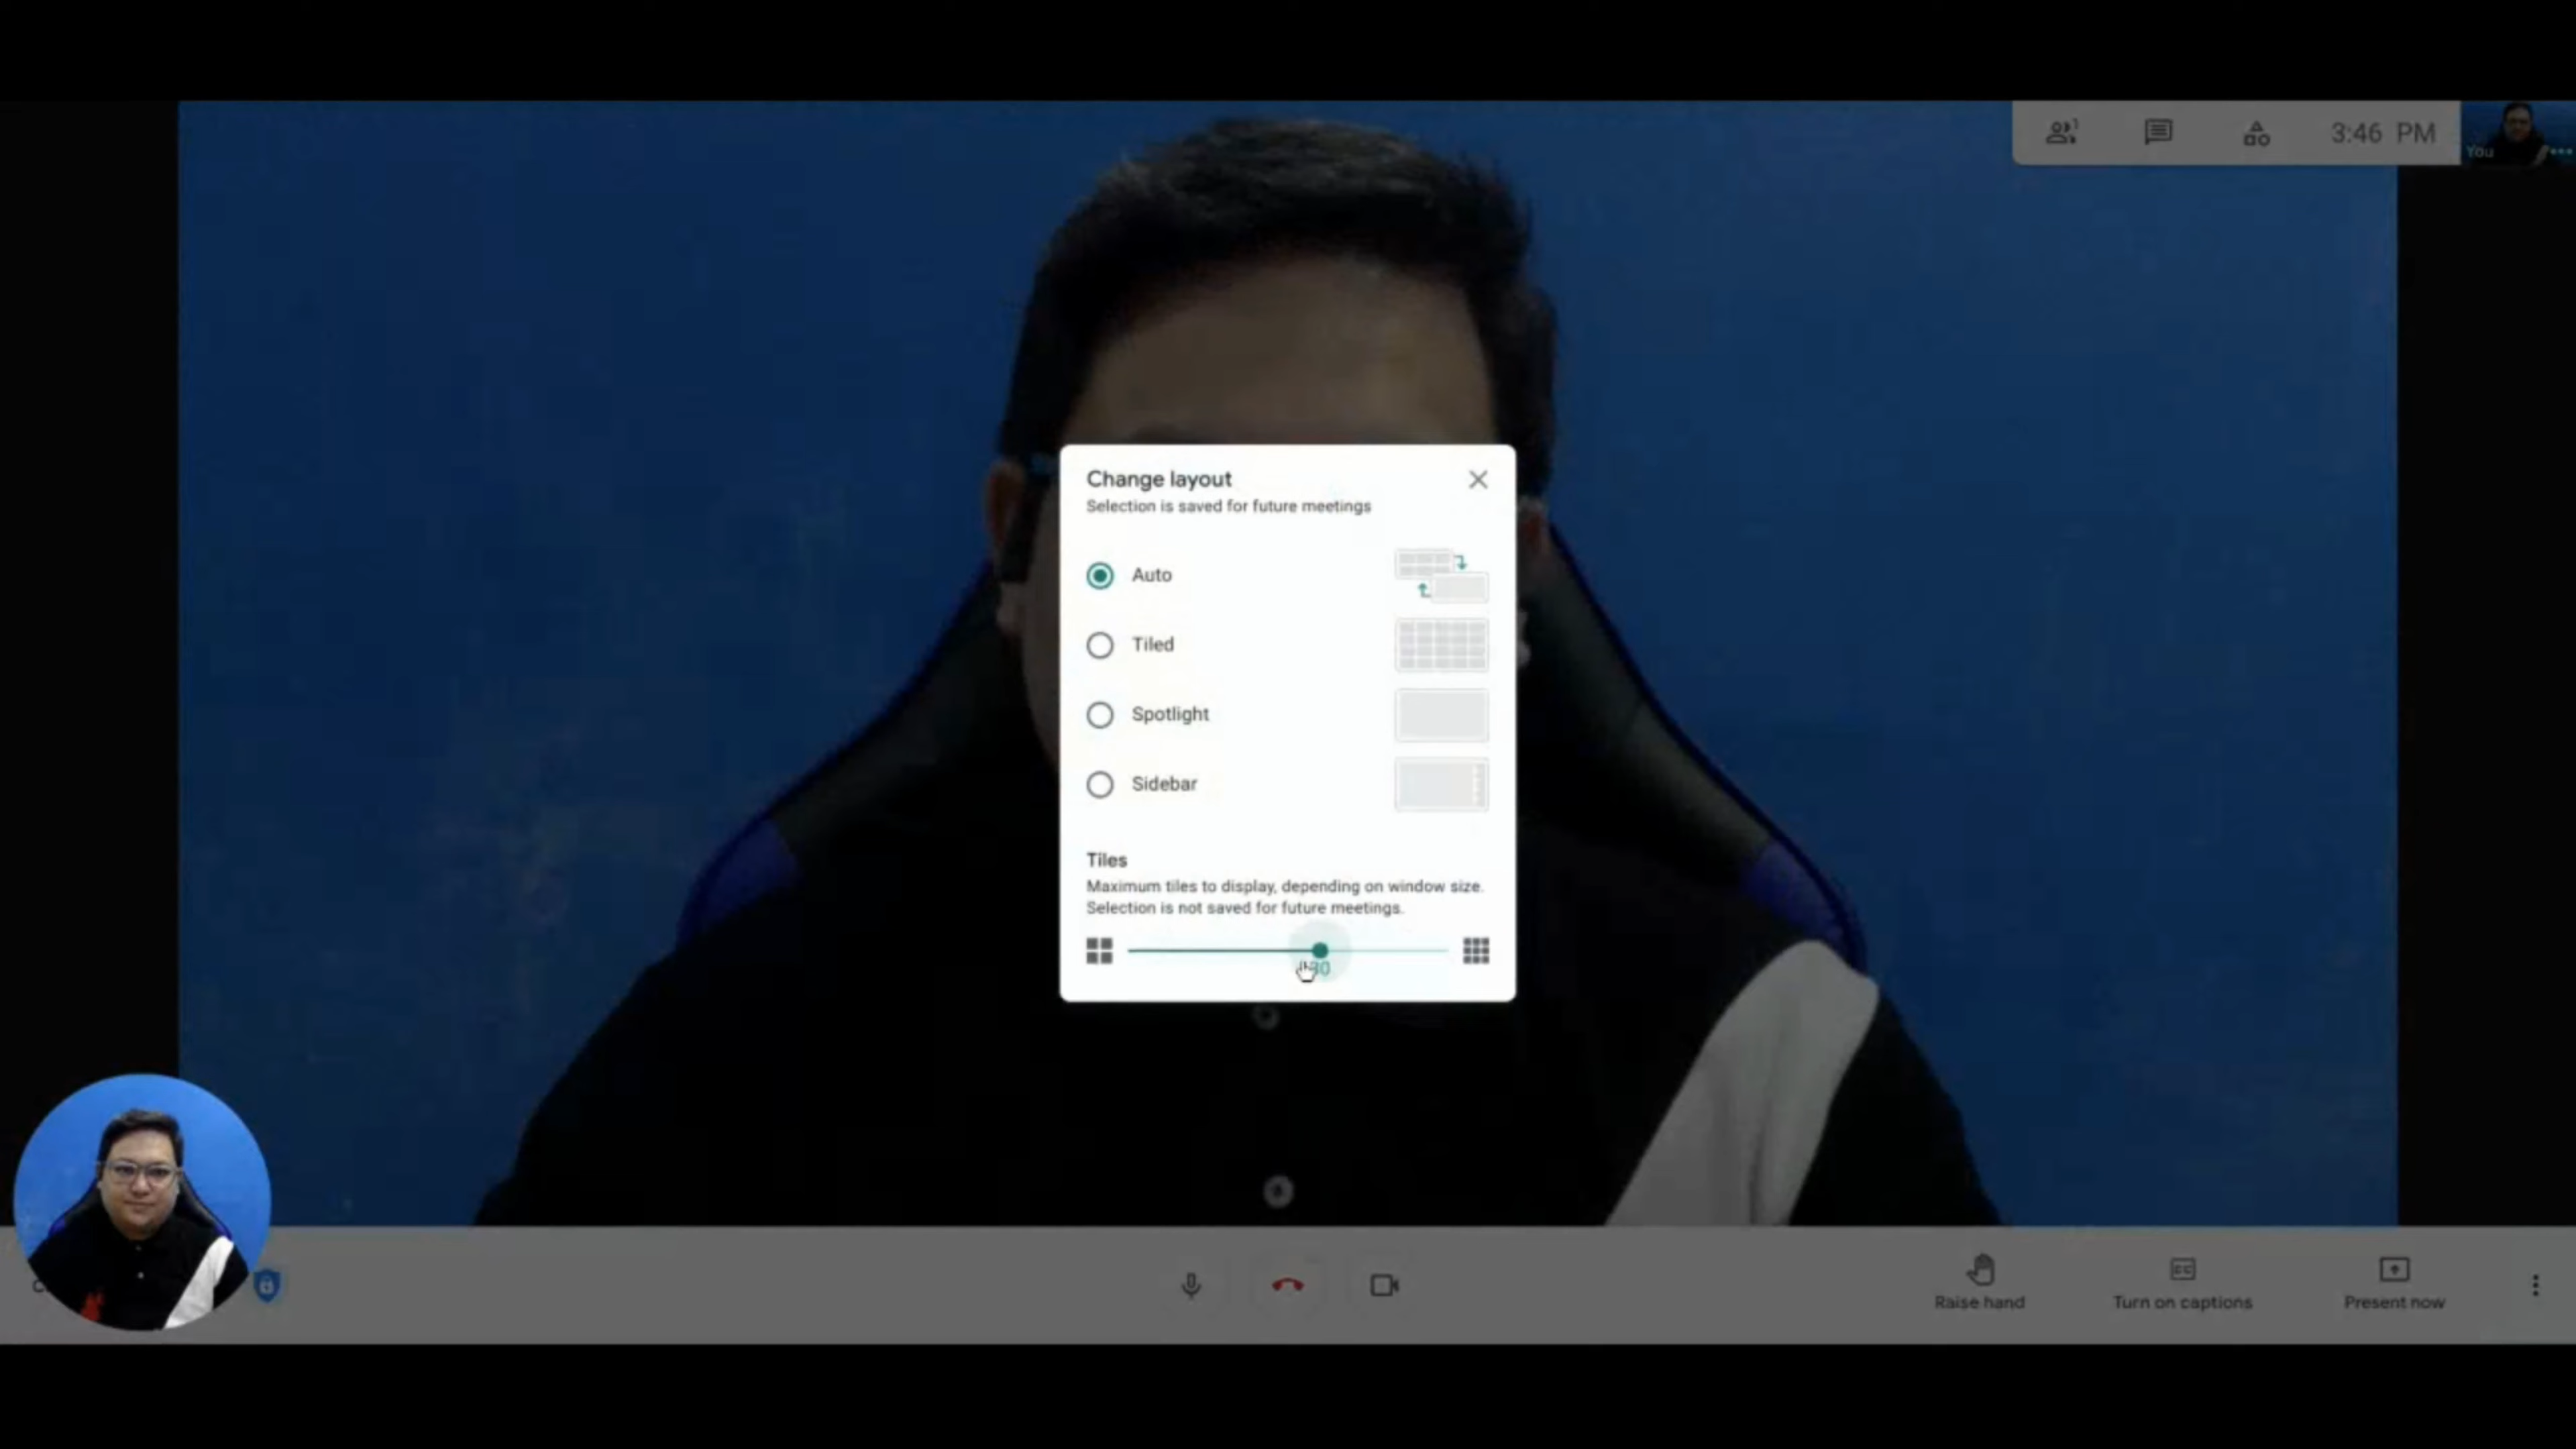 3:46 PM
You
Change layout
Selection is saved for future meetings
Auto
Tiled
Spotlight
Sidebar
Tiles
Maximum tiles to display, depending on window size.
Selection is not saved for future meetings.
Raise hand
Turn on captions
Present now